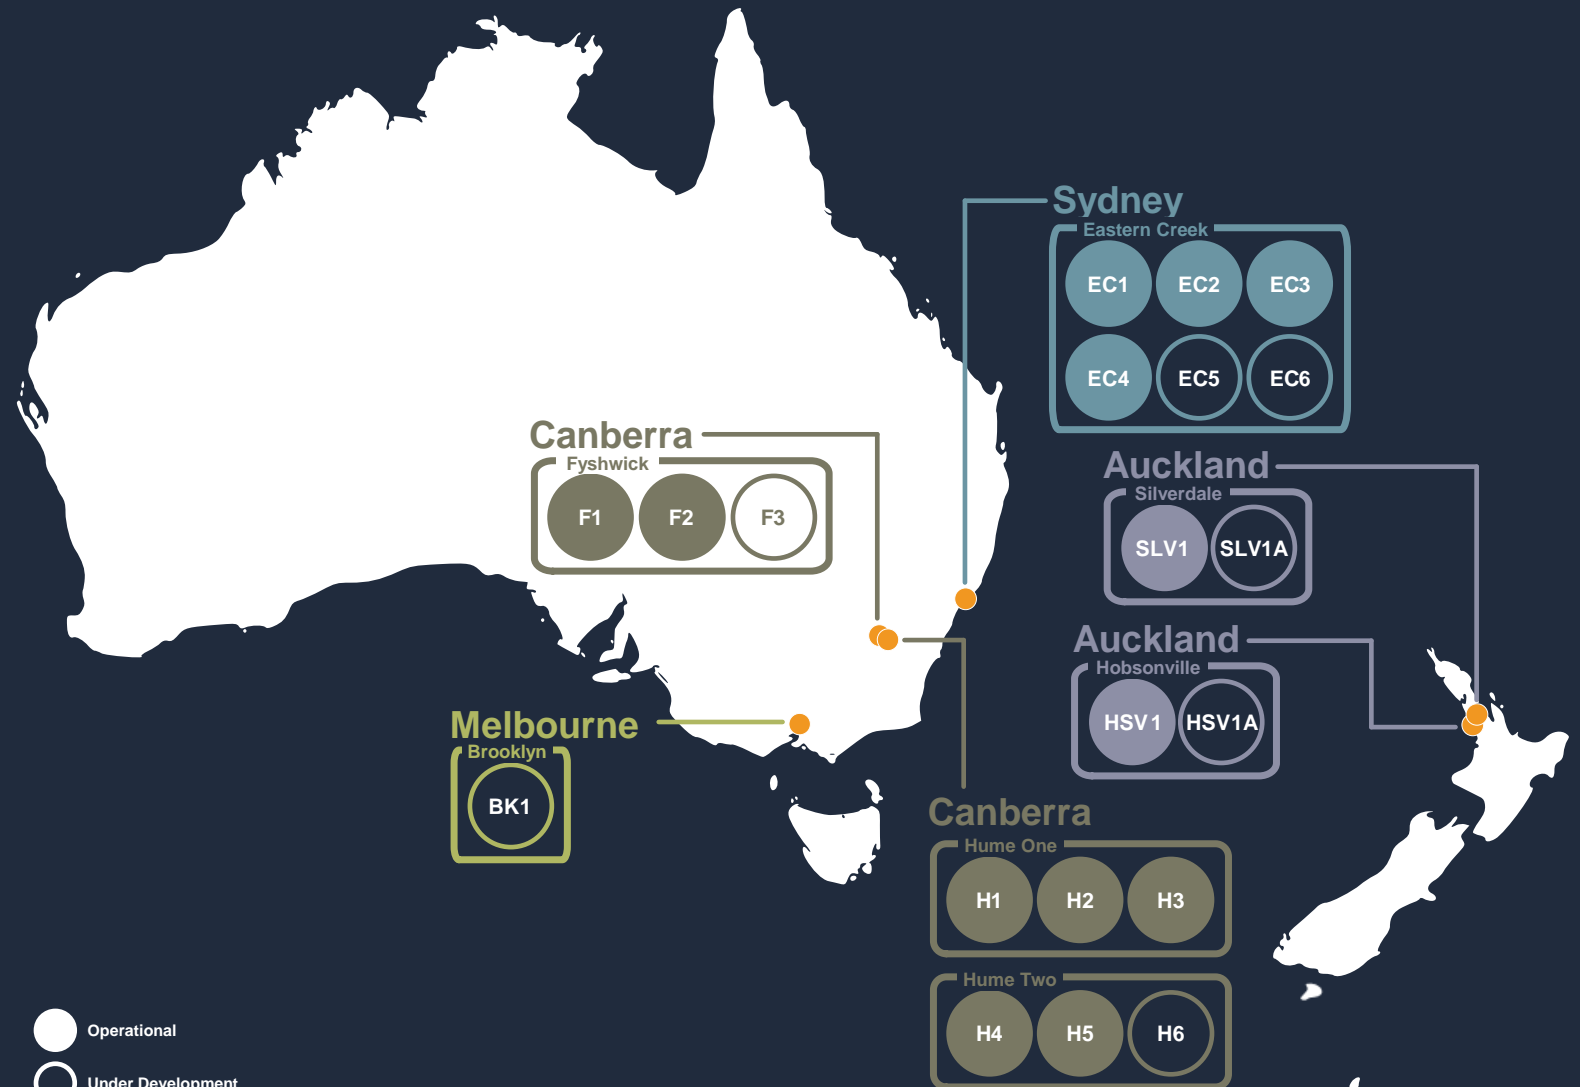 Sydney
Eastern Creek
EC1 EC2 EC3
EC4 EC5 EC6
Canberra
Fyshwick
F1 F2 F3
Auckland
Silverdale
SLV1 SLV1A
Auckland
Hobsonville
HSV1 HSV1A
Melbourne
Brooklyn
BK1
Canberra
Hume One
H1 H2 H3
Hume Two
H4 H5 H6
Operational
Under Development